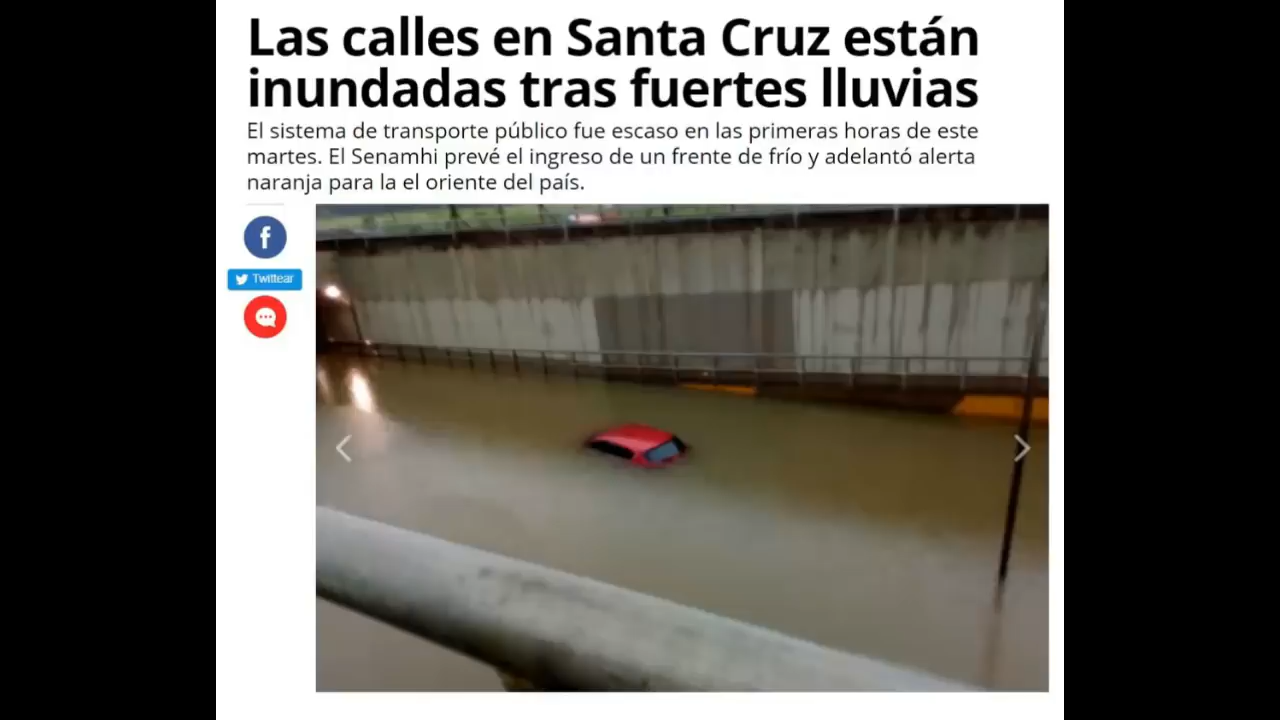 Las calles en Santa Cruz están
inundadas tras fuertes lluvias
El sistema de transporte público fue escaso en las primeras horas de este
martes. El Senamhi prevé el ingreso de un frente de frío y adelantó alerta
naranja para la el oriente del país.
f
Twittear